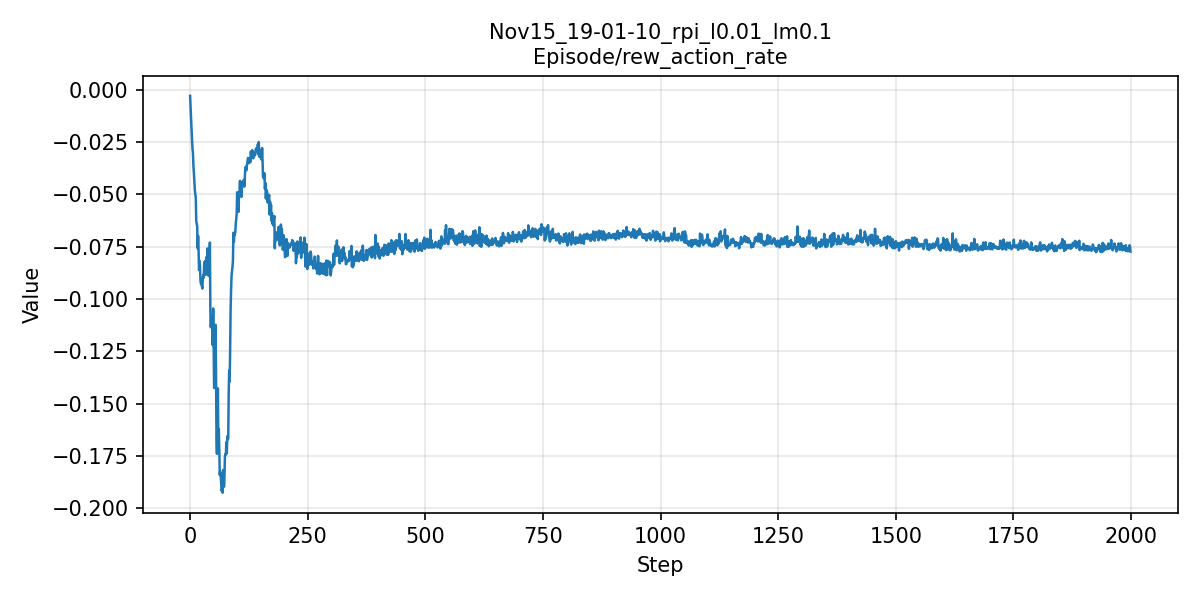 Nov15_19-01-10_rpi_l0.01_lm0.1
Episode/rew_action_rate
0.000
−0.025
−0.050
−0.075
−0.100
−0.125
−0.150
−0.175
−0.200
Value
0 250 500 750 1000 1250 1500 1750 2000
Step